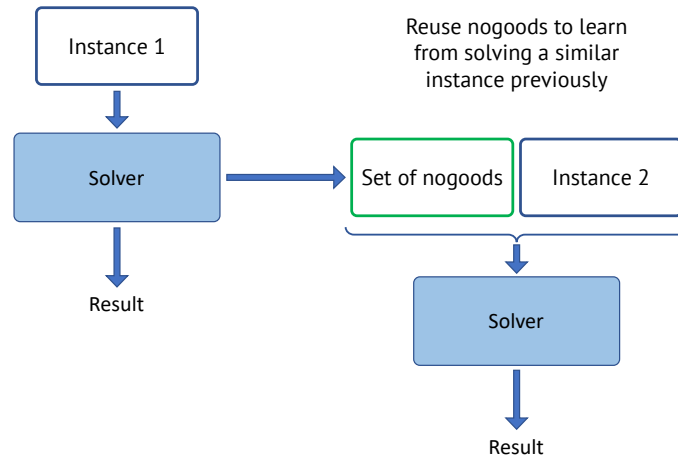 Instance 1
Reuse nogoods to learn
from solving a similar
instance previously
Solver
Set of nogoods
Instance 2
Result
Solver
Result